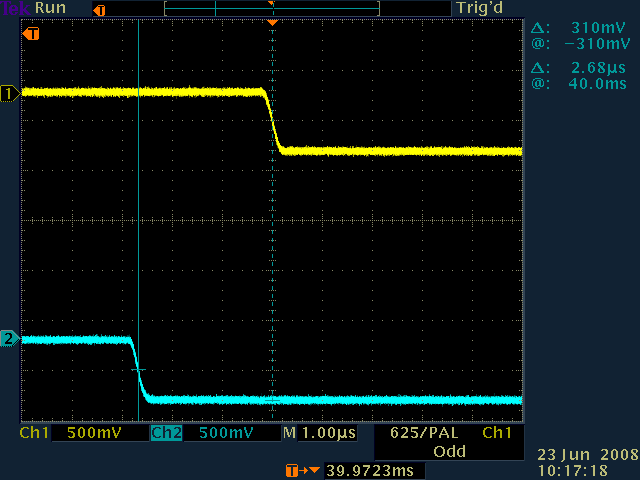 Tek Run T Trig'd
T
Δ: 310mV
@: −310mV
Δ: 2.68µs
@: 40.0ms
1
2
Ch1 500mV Ch2 500mV M 1.00µs 625/PAL Ch1
Odd
T→▼ 39.9723ms
23 Jun 2008
10:17:18